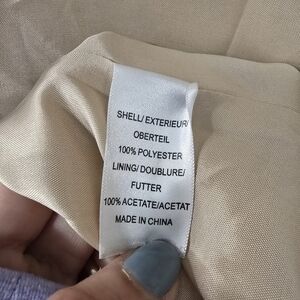 SHELL/ EXTERIEUR/
OBERTEIL
100% POLYESTER
LINING/ DOUBLURE/
FUTTER
100% ACETATE/ACETAT
MADE IN CHINA